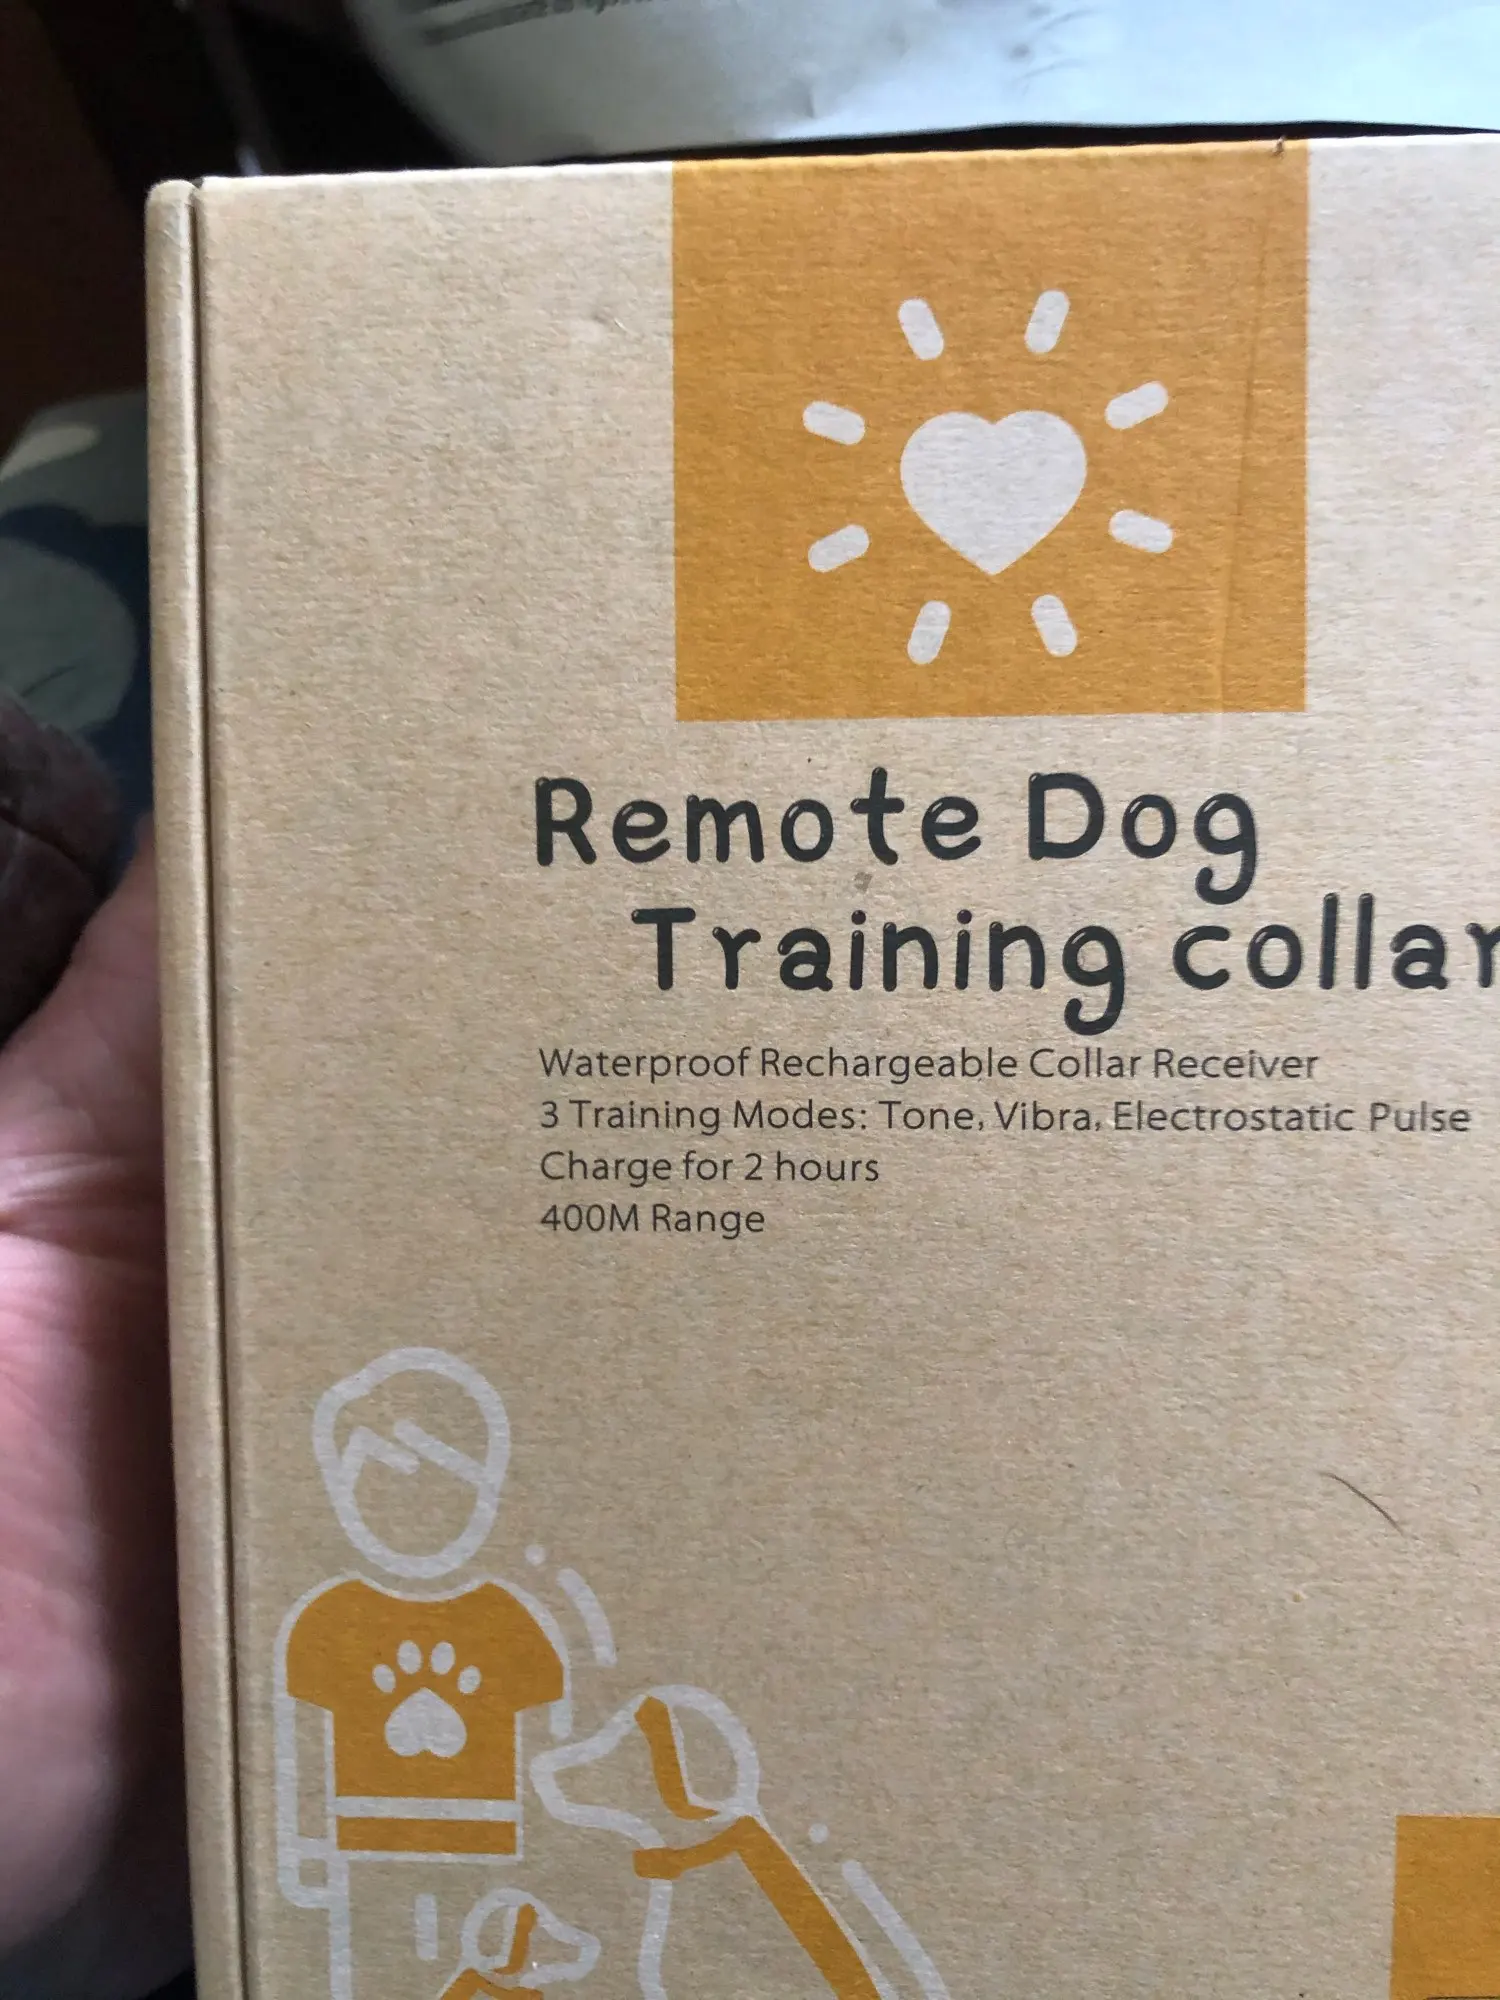 Remote Dog
Training collar
Waterproof Rechargeable Collar Receiver
3 Training Modes: Tone, Vibra, Electrostatic Pulse
Charge for 2 hours
400M Range